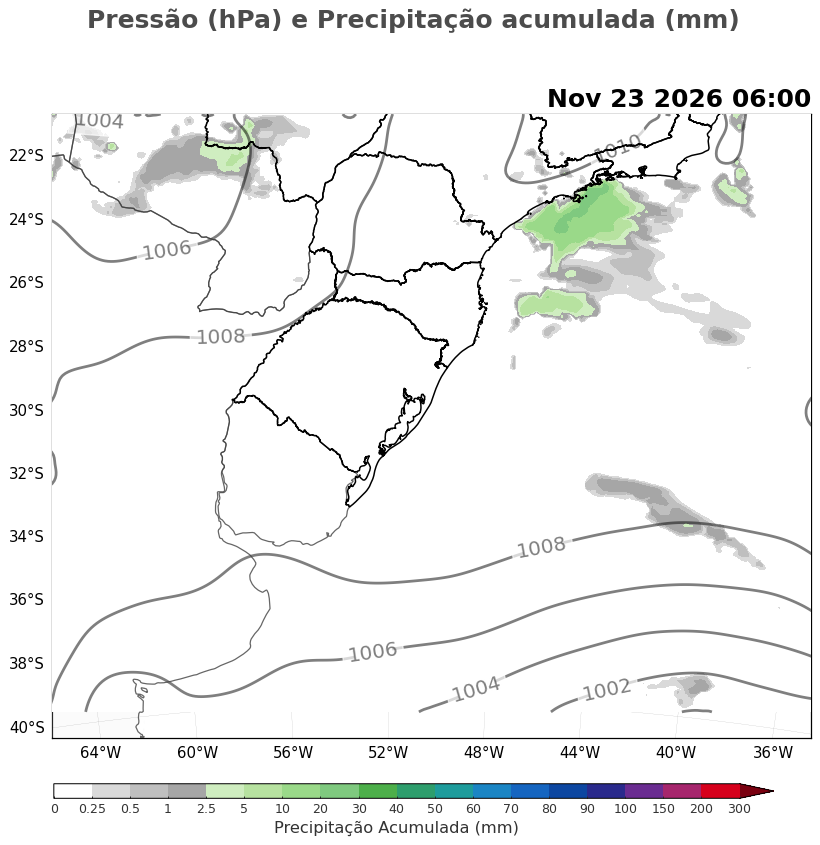 Pressão (hPa) e Precipitação acumulada (mm)
Nov 23 2026 06:00
1004
1010
22°S
24°S
1006
26°S
1008
28°S
30°S
32°S
34°S
1008
36°S
1006
38°S
1004
1002
40°S
64°W 60°W 56°W 52°W 48°W 44°W 40°W 36°W
0 0.25 0.5 1 2.5 5 10 20 30 40 50 60 70 80 90 100 150 200 300
Precipitação Acumulada (mm)